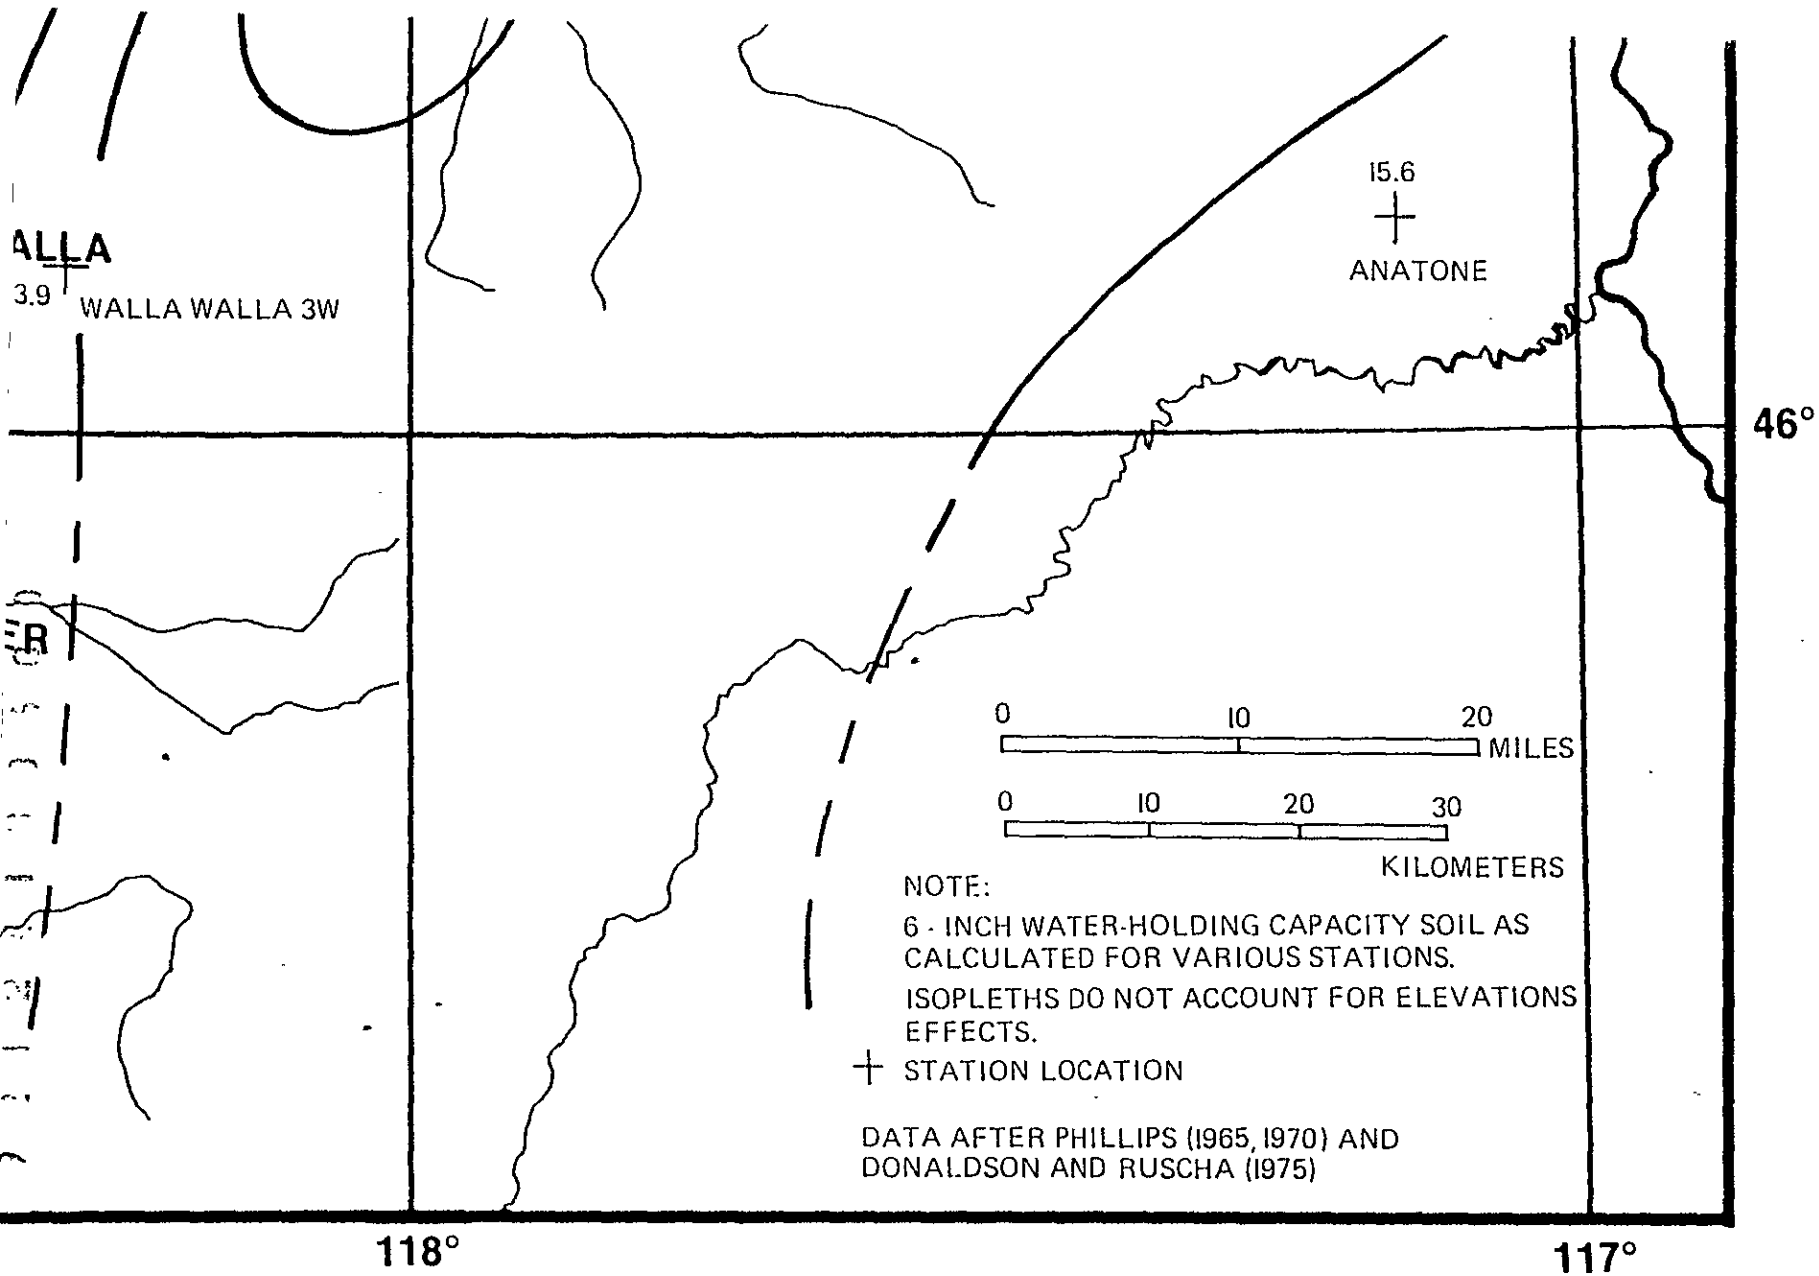 15.6
ALLA
ANATONE
3.9
WALLA WALLA 3W
46°
ER
0 10 20
MILES
0 10 20 30
KILOMETERS
NOTE:
6 - INCH WATER-HOLDING CAPACITY SOIL AS
CALCULATED FOR VARIOUS STATIONS.
ISOPLETHS DO NOT ACCOUNT FOR ELEVATIONS
EFFECTS.
STATION LOCATION
DATA AFTER PHILLIPS (1965, 1970) AND
DONALDSON AND RUSCHA (1975)
118° 117°